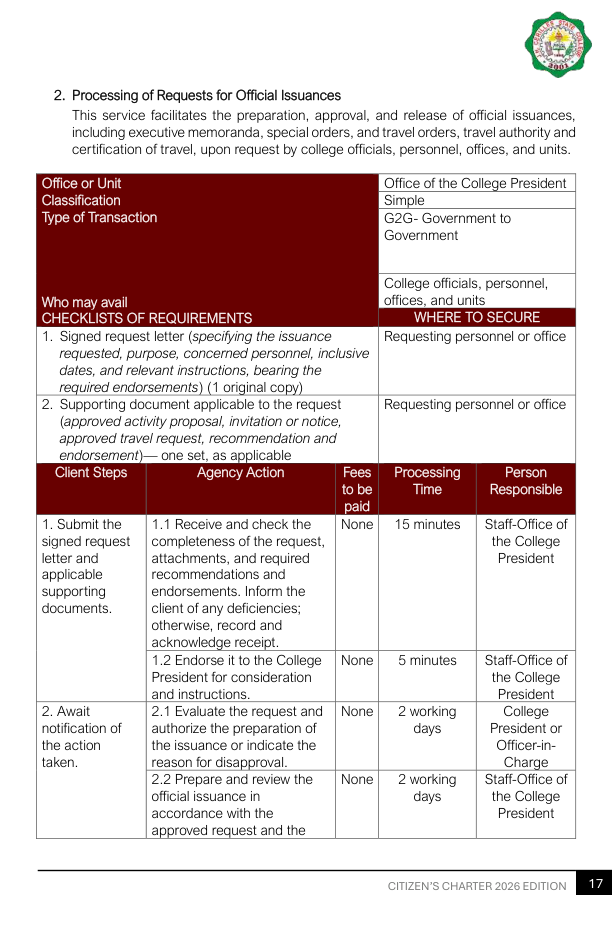 2. Processing of Requests for Official Issuances
This service facilitates the preparation, approval, and release of official issuances,
including executive memoranda, special orders, and travel orders, travel authority and
certification of travel, upon request by college officials, personnel, offices, and units.
Office or Unit
Office of the College President
Classification
Simple
Type of Transaction
G2G- Government to
Government
Who may avail
College officials, personnel,
offices, and units
CHECKLISTS OF REQUIREMENTS
WHERE TO SECURE
1. Signed request letter (specifying the issuance
requested, purpose, concerned personnel, inclusive
dates, and relevant instructions, bearing the
required endorsements) (1 original copy)
Requesting personnel or office
2. Supporting document applicable to the request
(approved activity proposal, invitation or notice,
approved travel request, recommendation and
endorsement)— one set, as applicable
Requesting personnel or office
Client Steps
Agency Action
Fees
to be
paid
Processing
Time
Person
Responsible
1. Submit the
signed request
letter and
applicable
supporting
documents.
1.1 Receive and check the
completeness of the request,
attachments, and required
recommendations and
endorsements. Inform the
client of any deficiencies;
otherwise, record and
acknowledge receipt.
None
15 minutes
Staff-Office of
the College
President
1.2 Endorse it to the College
President for consideration
and instructions.
None
5 minutes
Staff-Office of
the College
President
2. Await
notification of
the action
taken.
2.1 Evaluate the request and
authorize the preparation of
the issuance or indicate the
reason for disapproval.
None
2 working
days
College
President or
Officer-in-
Charge
2.2 Prepare and review the
official issuance in
accordance with the
approved request and the
None
2 working
days
Staff-Office of
the College
President
CITIZEN'S CHARTER 2026 EDITION
17
2001